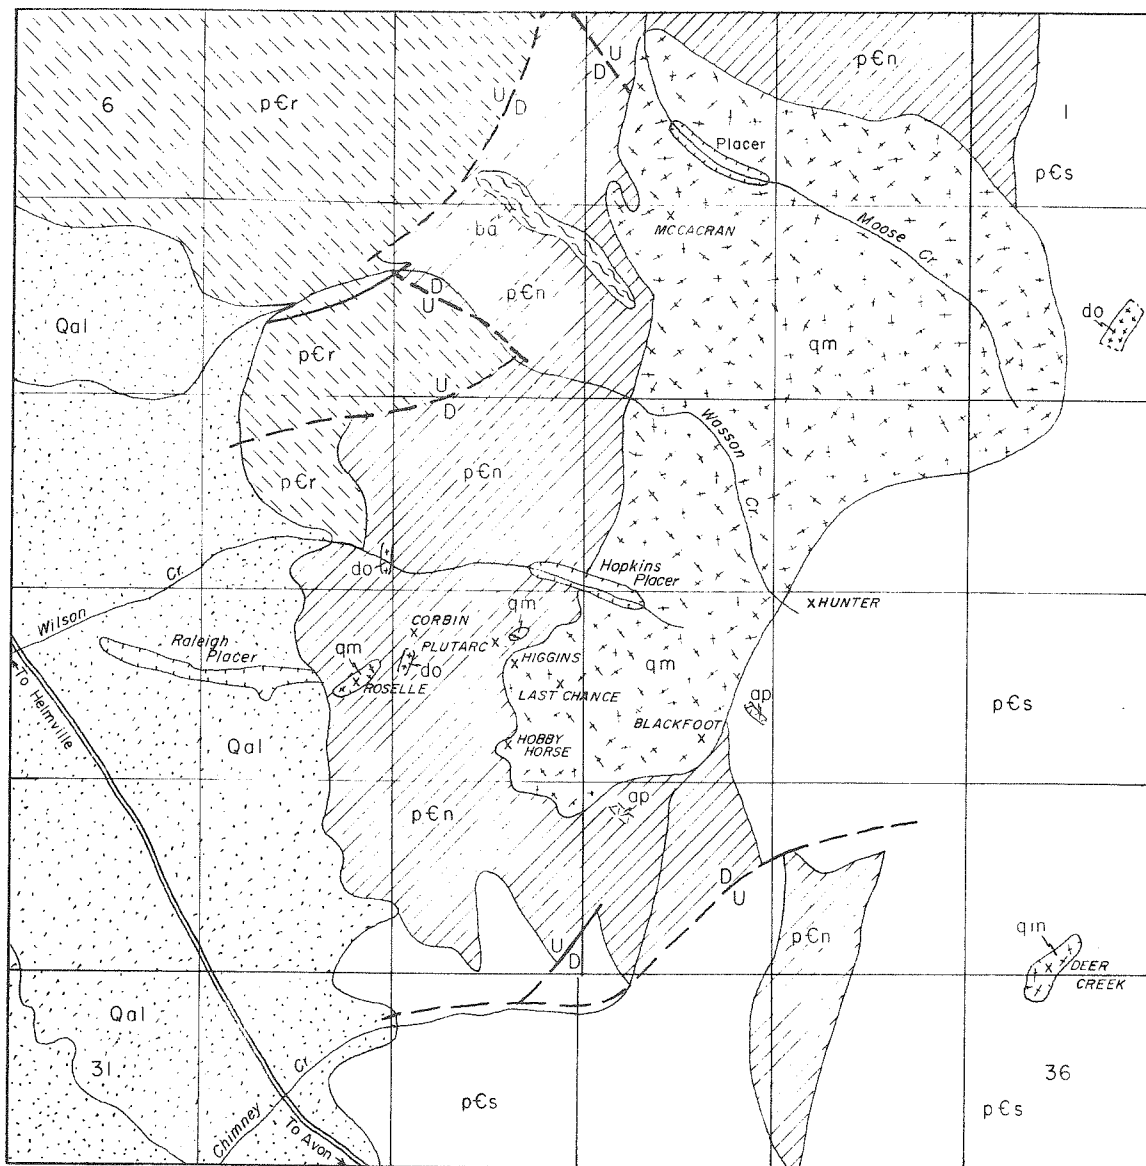 6
p€r
U
D
U
D
p€n
1
p€s
Placer
MCCACRAN
Moose
Cr.
ba
p€n
Qal
D
U
p€r
qm
do
U
D
p€r
p€n
Wasson
Cr.
do
Hopkins
Placer
Wilson
Cr.
Raleigh
Placer
qm
CORBIN
PLUTARC
qm
HIGGINS
do
ROSELLE
LAST CHANCE
qm
HUNTER
ap
p€s
BLACKFOOT
HOBBY
HORSE
To Helmville
Qal
p€n
ap
D
U
U
D
p€n
qm
DEER
CREEK
Qal
31
Chimney
Cr.
To Avon
p€s
36
p€s